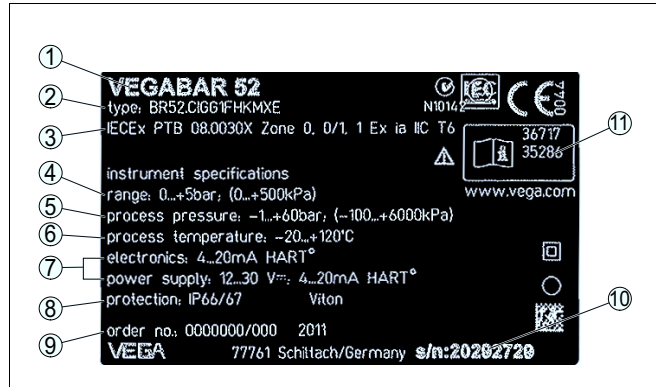 1 VEGABAR 52
2 type: BR52.CIGG1FHKMXE
N10142
IEC
CE 0044
3 IECEx PTB 08.0030X Zone 0, 0/1, 1 Ex ia IIC T6
36717
35286 11
instrument specifications
www.vega.com
4 range: 0...+5bar; (0...+500kPa)
5 process pressure: -1...+60bar; (-100...+6000kPa)
6 process temperature: -20...+120°C
7 electronics: 4...20mA HART®
power supply: 12...30 V 4...20mA HART®
8 protection: IP66/67 Viton
10
9 order no.: 0000000/000 2011
VEGA 77761 Schiltach/Germany s/n:20202720